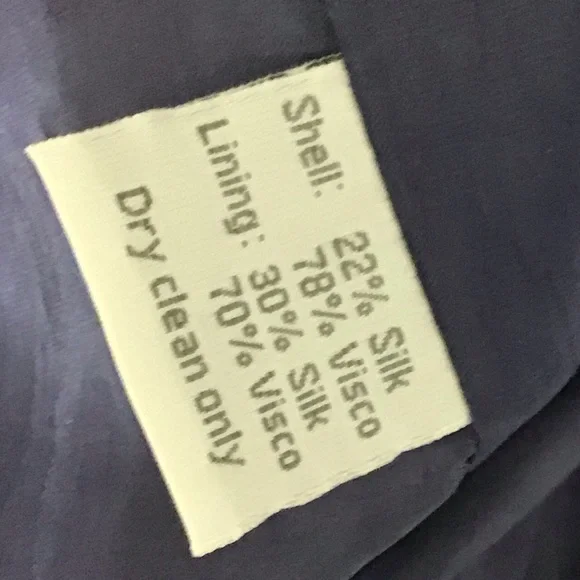 Shell: 22% Silk
78% Visco
Lining: 30% Silk
70% Visco
Dry clean only